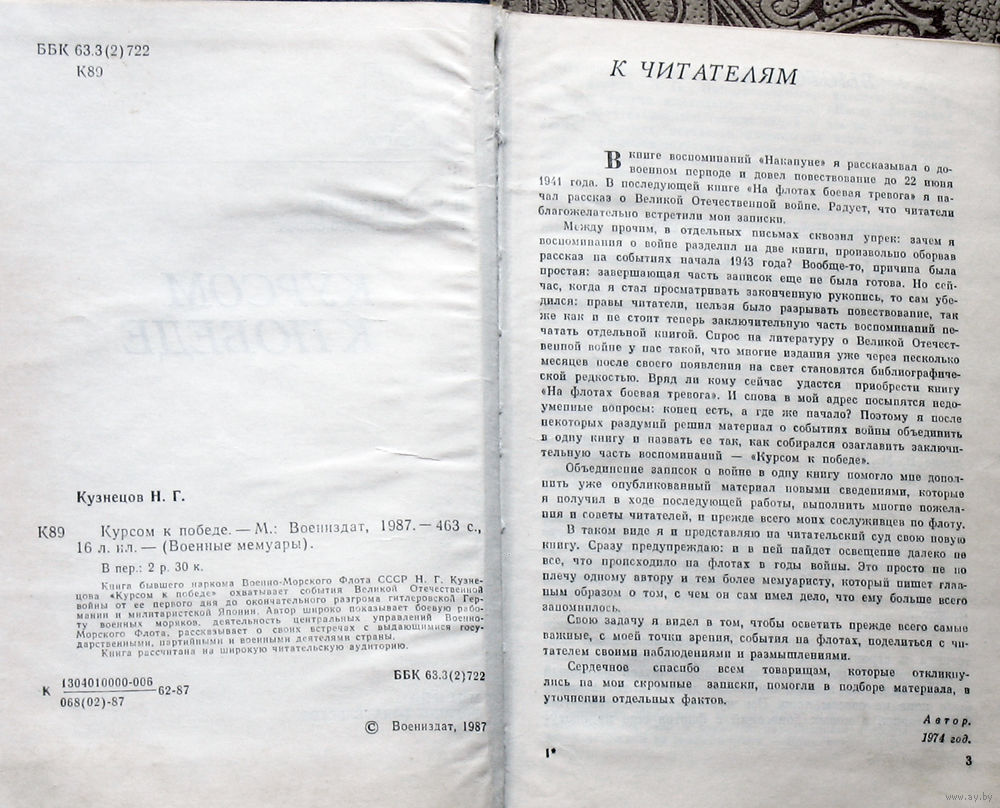 ББК 63.3(2)722
К89
Кузнецов Н. Г.
К89 Курсом к победе. — М.: Воениздат, 1987. — 463 с.,
16 л. ил. — (Военные мемуары).
В пер.: 2 р. 30 к.
Книга бывшего наркома Военно-Морского Флота СССР Н. Г. Кузне-
цова «Курсом к победе» охватывает события Великой Отечественной
войны от ее первого дня до окончательного разгрома гитлеровской Гер-
мании и милитаристской Японии. Автор широко показывает боевую рабо-
ту военных моряков, деятельность центральных управлений Военно-
Морского Флота, рассказывает о своих встречах с выдающимися госу-
дарственными, партийными и военными деятелями страны.
Книга рассчитана на широкую читательскую аудиторию.
К 1304010000-006
068(02)-87
62-87
ББК 63.3(2)722
© Воениздат, 1987
К ЧИТАТЕЛЯМ
В книге воспоминаний «Накануне» я рассказывал о до-
военном периоде и довел повествование до 22 июня
1941 года. В последующей книге «На флотах боевая тревога» я на-
чал рассказ о Великой Отечественной войне. Радует, что читатели
благожелательно встретили мои записки.
Между прочим, в отдельных письмах сквозил упрек: зачем я
воспоминания о войне разделил на две книги, произвольно оборвав
рассказ на событиях начала 1943 года? Вообще-то, причина была
простая: завершающая часть записок еще не была готова. Но сей-
час, когда я стал просматривать законченную рукопись, то сам убе-
дился: правы читатели, нельзя было разрывать повествование, так
же как и не стоит теперь заключительную часть воспоминаний пе-
чатать отдельной книгой. Спрос на литературу о Великой Отечест-
венной войне у нас такой, что многие издания уже через несколько
месяцев после своего появления на свет становятся библиографиче-
ской редкостью. Вряд ли кому сейчас удастся приобрести книгу
«На флотах боевая тревога». И снова в мой адрес посыпятся недо-
уменные вопросы: конец есть, а где же начало? Поэтому я после
некоторых раздумий решил материал о событиях войны объединить
в одну книгу и назвать ее так, как собирался озаглавить заключи-
тельную часть воспоминаний — «Курсом к победе».
Объединение записок о войне в одну книгу помогло мне допол-
нить уже опубликованный материал новыми сведениями, которые
я получил в ходе последующей работы, выполнить многие пожела-
ния и советы читателей, и прежде всего моих сослуживцев по флоту.
В таком виде я и представляю на читательский суд свою новую
книгу. Сразу предупреждаю: и в ней найдет освещение далеко не
все, что происходило на флотах в годы войны. Это просто не по
плечу одному автору и тем более мемуаристу, который пишет глав-
ным образом о том, с чем он сам имел дело, что ему больше всего
запомнилось.
Свою задачу я видел в том, чтобы осветить прежде всего самые
важные, с моей точки зрения, события на флотах, поделиться с чи-
тателем своими наблюдениями и размышлениями.
Сердечное спасибо всем товарищам, которые откликну-
лись на мои скромные записки, помогли в подборе материала, в
уточнении отдельных фактов.
Автор.
1974 год.
1*
3
www.ay.by